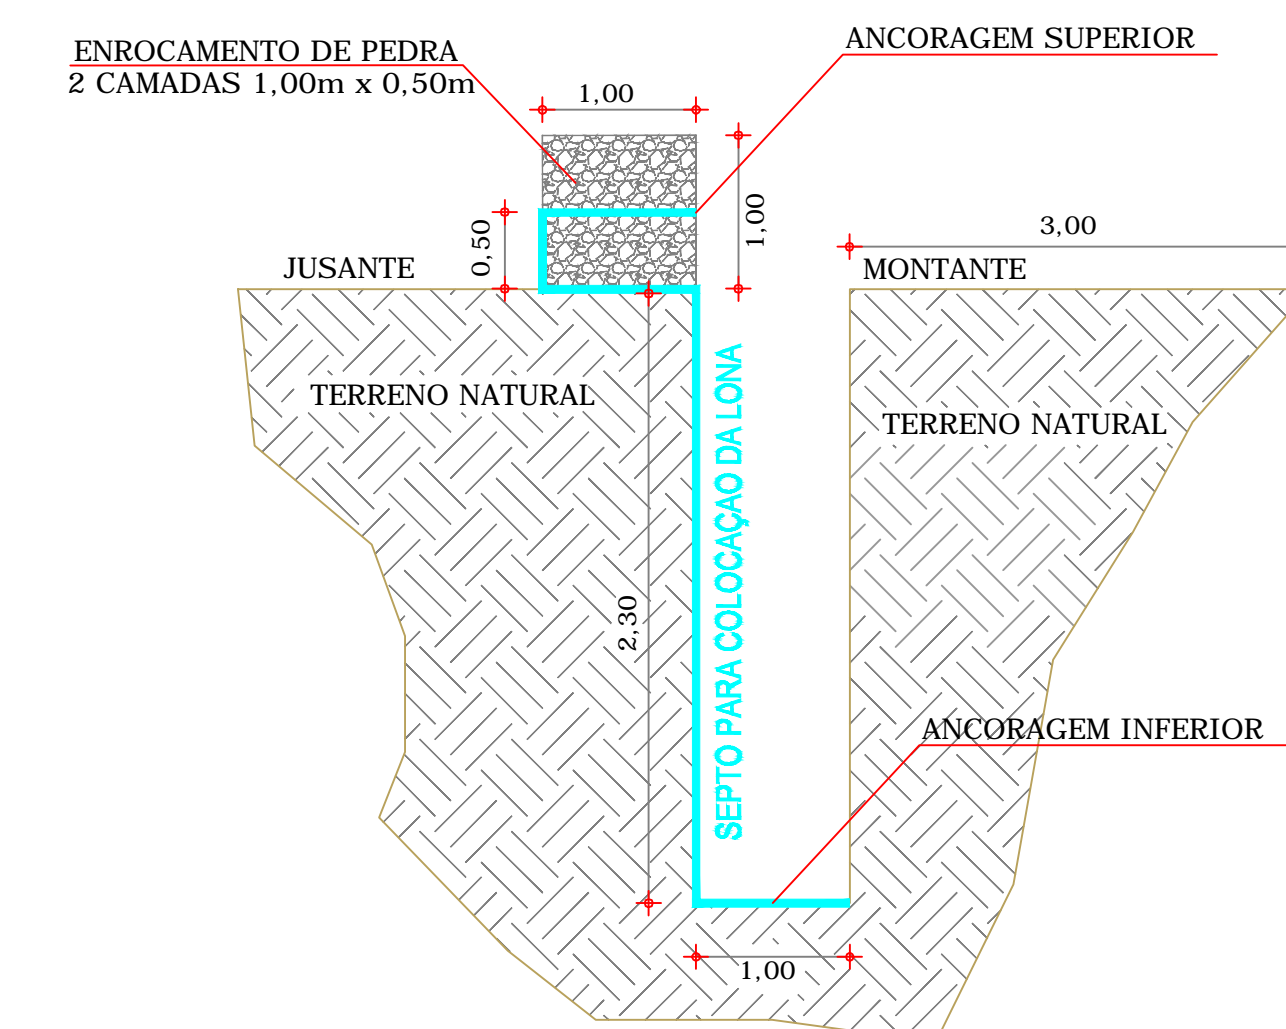 ENROCAMENTO DE PEDRA
2 CAMADAS 1,00m x 0,50m
ANCORAGEM SUPERIOR
1,00
1,00
0,50
3,00
JUSANTE
MONTANTE
TERRENO NATURAL
TERRENO NATURAL
SEPTO PARA COLOCAÇAO DA LONA
2,30
ANCORAGEM INFERIOR
1,00